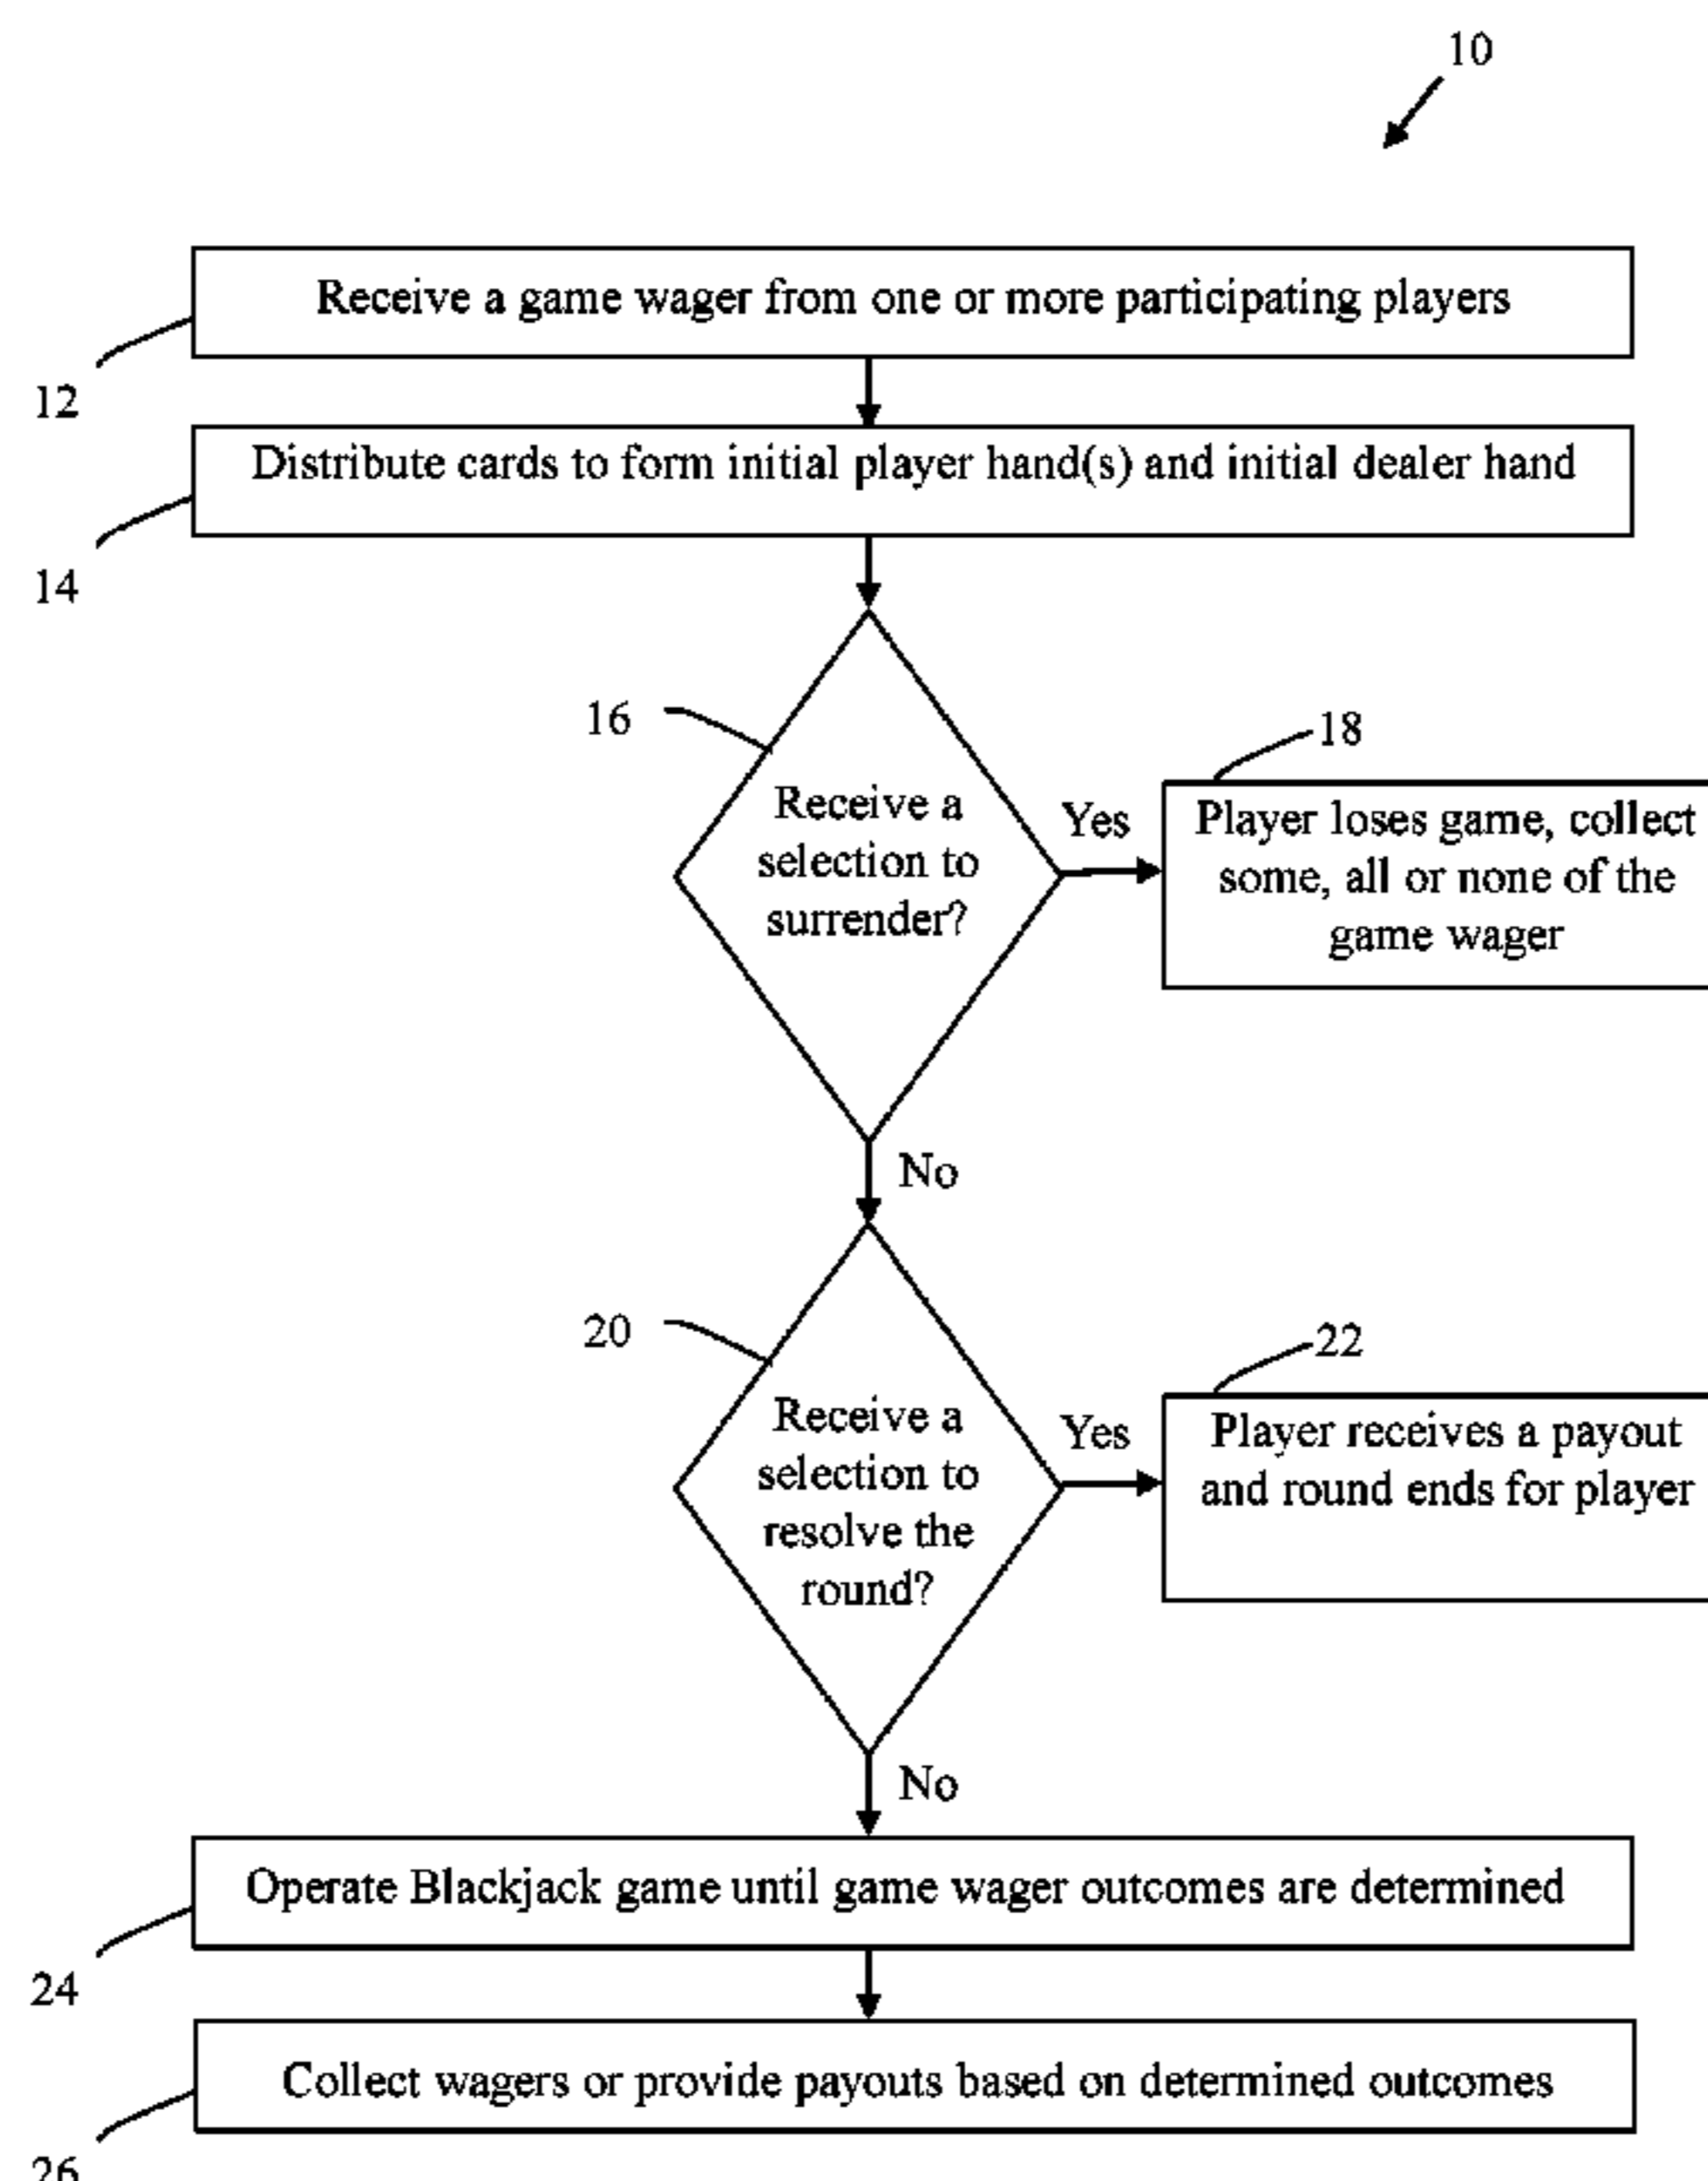 10
Receive a game wager from one or more participating players
12
Distribute cards to form initial player hand(s) and initial dealer hand
14
16
Receive a
selection to
surrender?
Yes
18
Player loses game, collect
some, all or none of the
game wager
No
20
Receive a
selection to
resolve the
round?
Yes
22
Player receives a payout
and round ends for player
No
Operate Blackjack game until game wager outcomes are determined
24
Collect wagers or provide payouts based on determined outcomes
26